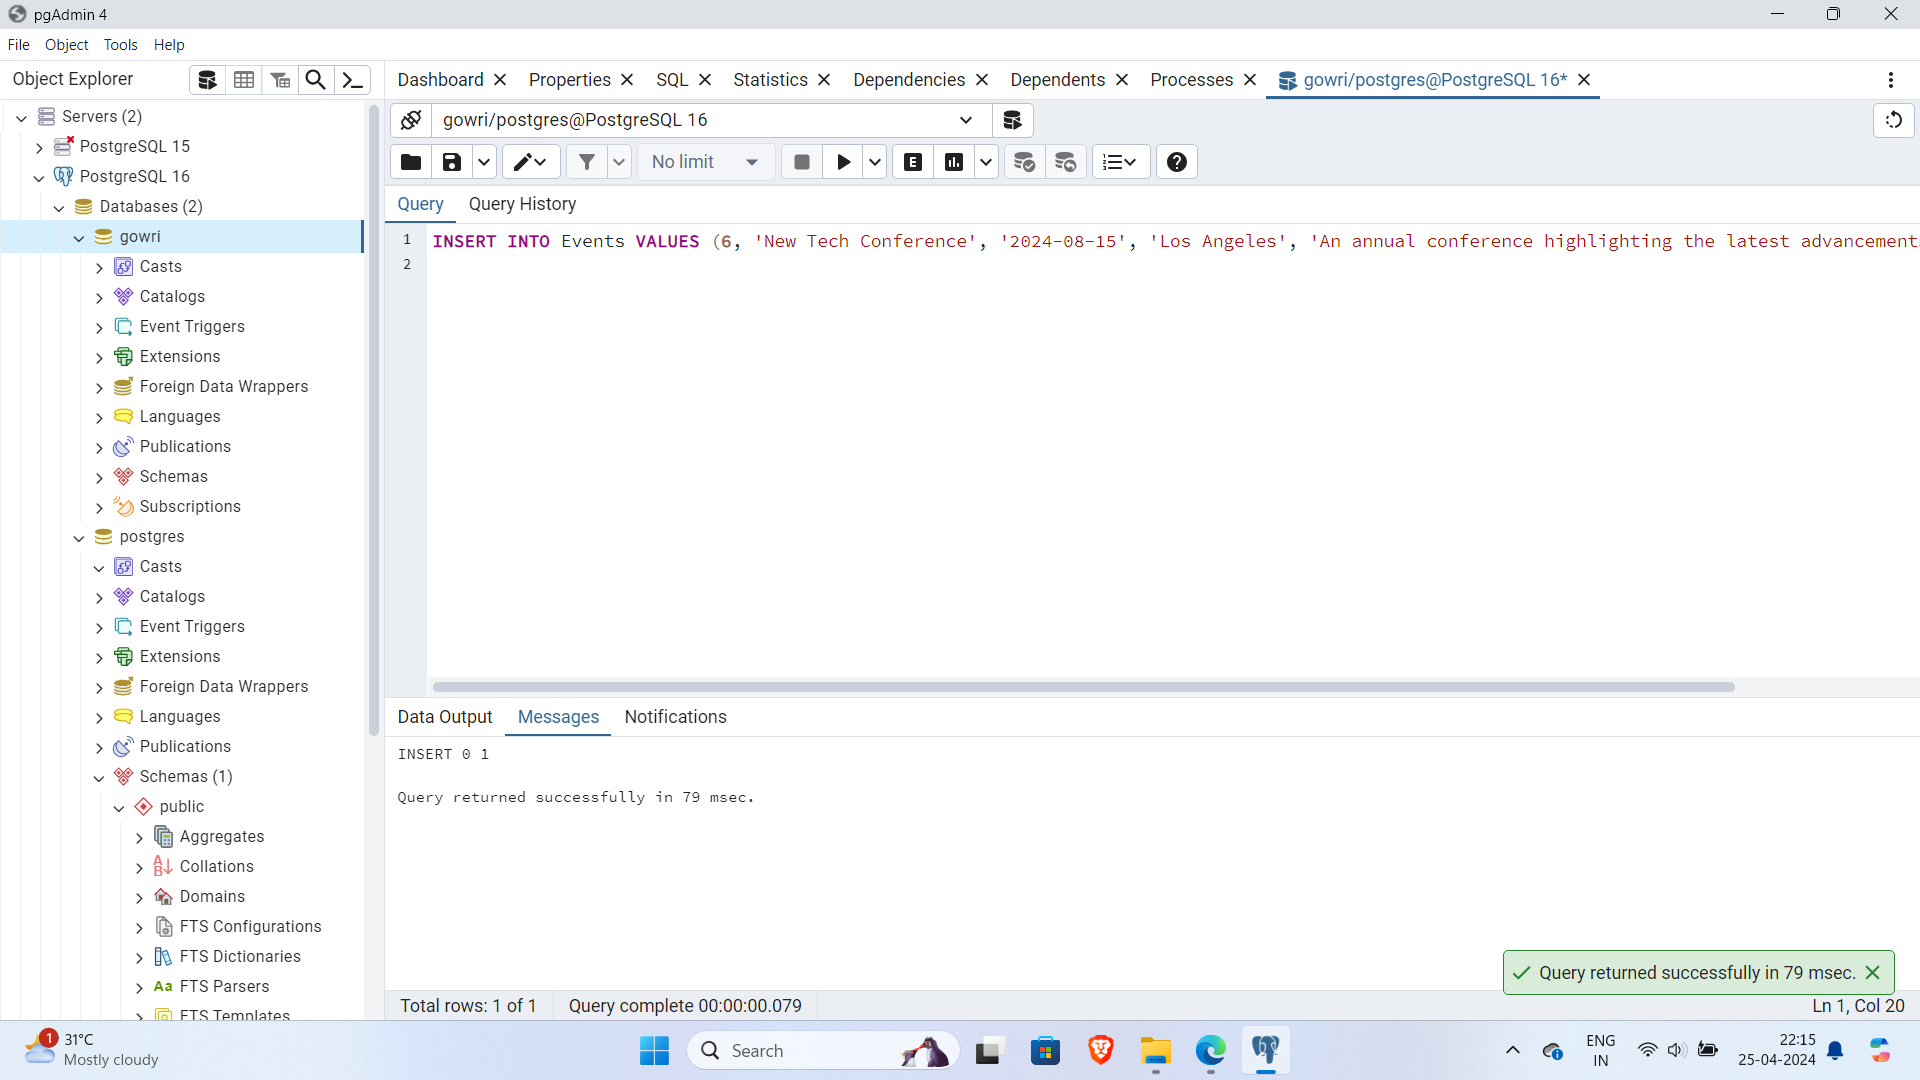 pgAdmin 4
File Object Tools Help
Object Explorer
Dashboard Properties SQL Statistics Dependencies Dependents Processes gowri/postgres@PostgreSQL 16*
Servers (2)
PostgreSQL 15
PostgreSQL 16
Databases (2)
gowri
Casts
Catalogs
Event Triggers
Extensions
Foreign Data Wrappers
Languages
Publications
Schemas
Subscriptions
postgres
Casts
Catalogs
Event Triggers
Extensions
Foreign Data Wrappers
Languages
Publications
Schemas (1)
public
Aggregates
Collations
Domains
FTS Configurations
FTS Dictionaries
Aa FTS Parsers
FTS Templates
gowri/postgres@PostgreSQL 16
No limit
E
Query Query History
1 INSERT INTO Events VALUES (6, 'New Tech Conference', '2024-08-15', 'Los Angeles', 'An annual conference highlighting the latest advancement
2
Data Output Messages Notifications
INSERT 0 1
Query returned successfully in 79 msec.
Query returned successfully in 79 msec.
Total rows: 1 of 1 Query complete 00:00:00.079 Ln 1, Col 20
1
31°C
Mostly cloudy
Search
ENG
IN
22:15
25-04-2024